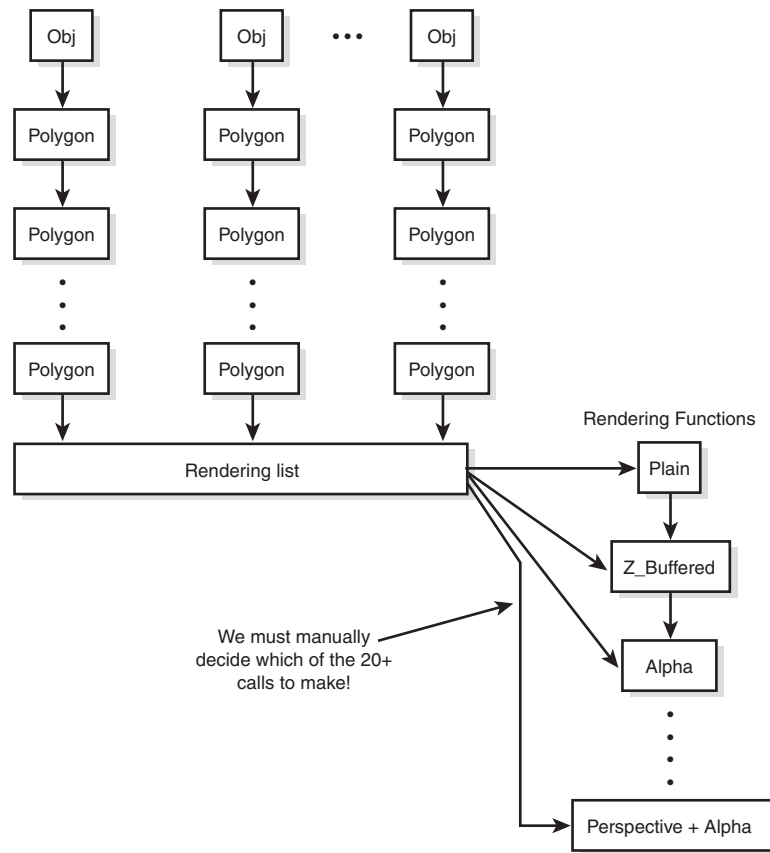 Obj
Obj
Obj
Polygon
Polygon
Polygon
Polygon
Polygon
Polygon
Polygon
Polygon
Polygon
Rendering list
Rendering Functions
Plain
Z_Buffered
Alpha
Perspective + Alpha
We must manually
decide which of the 20+
calls to make!